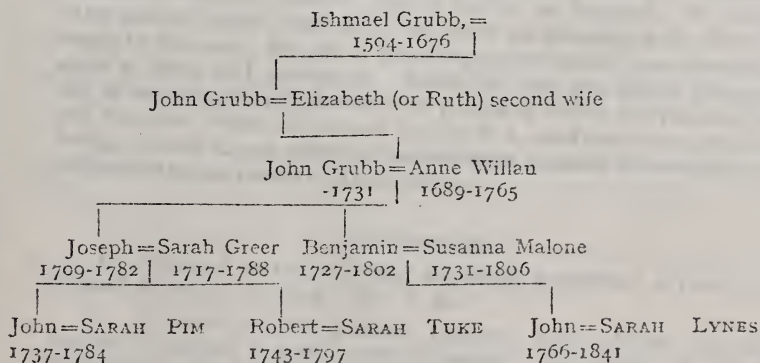 Ishmael Grubb, =
1594-1676
John Grubb = Elizabeth (or Ruth) second wife
John Grubb = Anne Willan
-1731 1689-1765
Joseph = Sarah Greer Benjamin = Susanna Malone
1709-1782 1717-1788 1727-1802 1731-1806
John = SARAH PIM Robert = SARAH TUKE John = SARAH LYNES
1737-1784 1743-1797 1766-1841